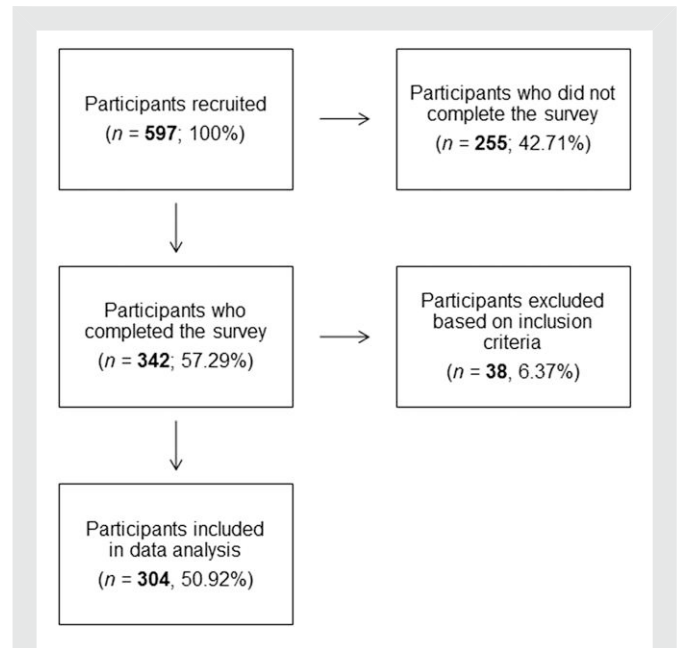 Participants recruited
(n = 597; 100%)
Participants who did not
complete the survey
(n = 255; 42.71%)
Participants who
completed the survey
(n = 342; 57.29%)
Participants excluded
based on inclusion
criteria
(n = 38, 6.37%)
Participants included
in data analysis
(n = 304, 50.92%)